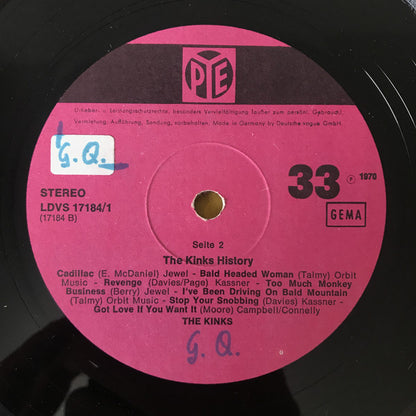 PYE
Urheber- u. Leistungsschutzrechte, besonders Vervielfältigung (außer zum persönl. Gebrauch),
Vermietung, Aufführung, Sendung, vorbehalten. Made in Germany by Deutsche Vogue GmbH.
G. Q.
STEREO
LDVS 17184/1
(17184 B)
33 Ⓟ 1970
GEMA
Seite 2
The Kinks History
Cadillac (E. McDaniel) Jewel - Bald Headed Woman (Talmy) Orbit
Music - Revenge (Davies/Page) Kassner - Too Much Monkey
Business (Berry) Jewel - I've Been Driving On Bald Mountain
(Talmy) Orbit Music - Stop Your Snobbing (Davies) Kassner -
Got Love If You Want It (Moore) Campbell/Connelly
THE KINKS
G. Q.